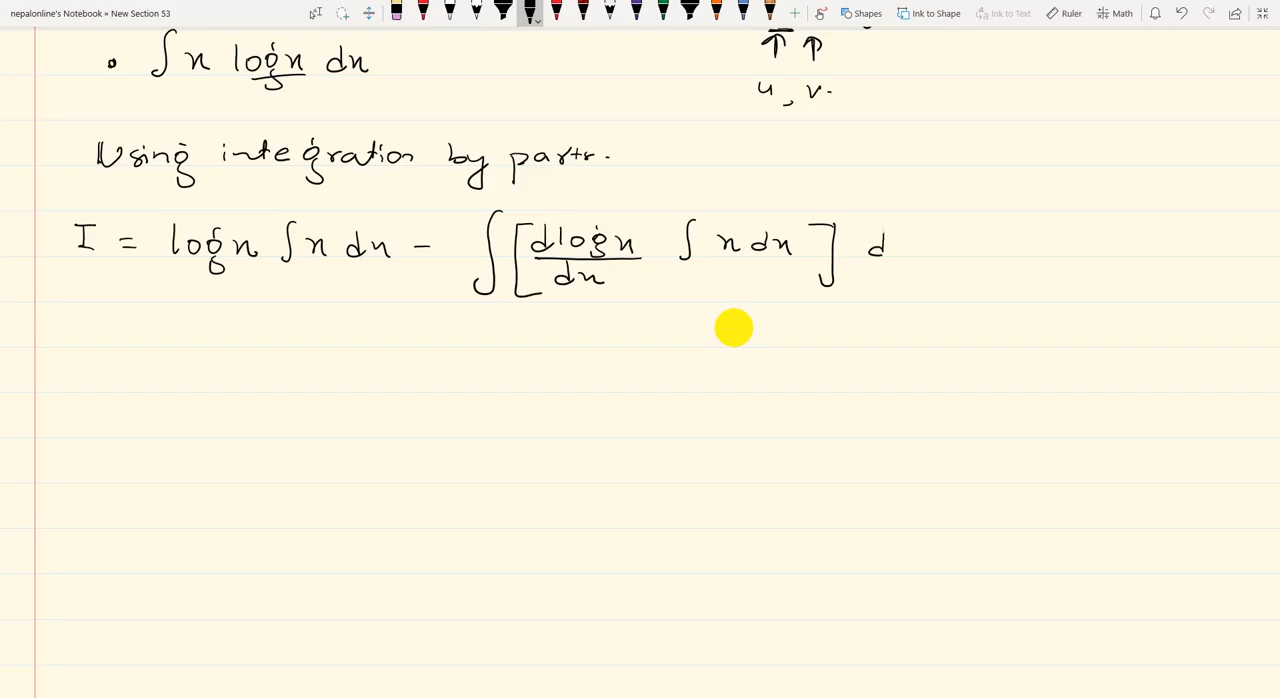 nepalonline's Notebook » New Section 53
Shapes Ink to Shape Ink to Text Ruler Math
• ∫ x log x dx
u, v.
Using integration by parts.
I = log x ∫ x dx - ∫ [ d log x / dx ∫ x dx ] d